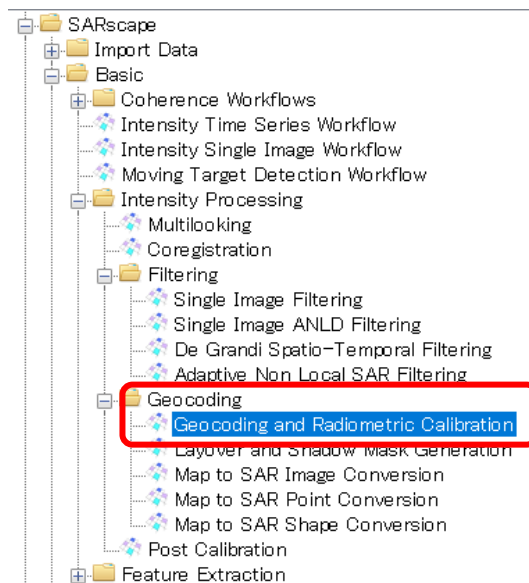 SARscape
Import Data
Basic
Coherence Workflows
Intensity Time Series Workflow
Intensity Single Image Workflow
Moving Target Detection Workflow
Intensity Processing
Multilooking
Coregistration
Filtering
Single Image Filtering
Single Image ANLD Filtering
De Grandi Spatio-Temporal Filtering
Adaptive Non Local SAR Filtering
Geocoding
Geocoding and Radiometric Calibration
Layover and Shadow Mask Generation
Map to SAR Image Conversion
Map to SAR Point Conversion
Map to SAR Shape Conversion
Post Calibration
Feature Extraction